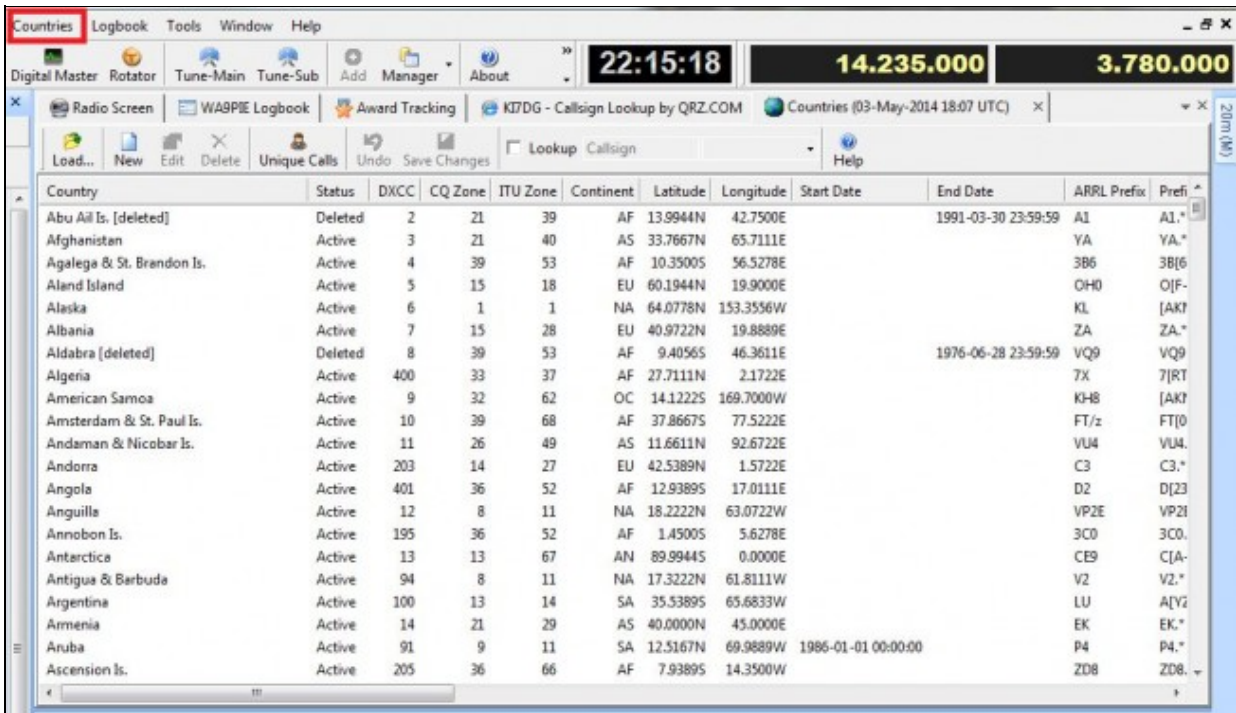 Countries Logbook Tools Window Help
Digital Master Rotator Tune-Main Tune-Sub Add Manager About 22:15:18 14.235.000 3.780.000
Radio Screen WA9PIE Logbook Award Tracking KI7DG - Callsign Lookup by QRZ.COM Countries (03-May-2014 18:07 UTC) 20m (M)
Load... New Edit Delete Unique Calls Undo Save Changes Lookup Callsign Help
Country Status DXCC CQ Zone ITU Zone Continent Latitude Longitude Start Date End Date ARRL Prefix Prefi
Abu Ail Is. [deleted] Deleted 2 21 39 AF 13.9944N 42.7500E 1991-03-30 23:59:59 A1 A1.*
Afghanistan Active 3 21 40 AS 33.7667N 65.7111E YA YA.*
Agalega & St. Brandon Is. Active 4 39 53 AF 10.3500S 56.5278E 3B6 3B[6
Aland Island Active 5 15 18 EU 60.1944N 19.9000E OH0 O[F-
Alaska Active 6 1 1 NA 64.0778N 153.3556W KL [AK
Albania Active 7 15 28 EU 40.9722N 19.8889E ZA ZA.*
Aldabra [deleted] Deleted 8 39 53 AF 9.4056S 46.3611E 1976-06-28 23:59:59 VQ9 VQ9
Algeria Active 400 33 37 AF 27.7111N 2.1722E 7X 7[RT
American Samoa Active 9 32 62 OC 14.1222S 169.7000W KH8 [AK
Amsterdam & St. Paul Is. Active 10 39 68 AF 37.8667S 77.5222E FT/z FT[0
Andaman & Nicobar Is. Active 11 26 49 AS 11.6611N 92.6722E VU4 VU4.
Andorra Active 203 14 27 EU 42.5389N 1.5722E C3 C3.*
Angola Active 401 36 52 AF 12.9389S 17.0111E D2 D[23
Anguilla Active 12 8 11 NA 18.2222N 63.0722W VP2E VP2E
Annobon Is. Active 195 36 52 AF 1.4500S 5.6278E 3C0 3C0.
Antarctica Active 13 13 67 AN 89.9944S 0.0000E CE9 C[A-
Antigua & Barbuda Active 94 8 11 NA 17.3222N 61.8111W V2 V2.*
Argentina Active 100 13 14 SA 35.5389S 65.6833W LU A[YZ
Armenia Active 14 21 29 AS 40.0000N 45.0000E EK EK.*
Aruba Active 91 9 11 SA 12.5167N 69.9889W 1986-01-01 00:00:00 P4 P4.*
Ascension Is. Active 205 36 66 AF 7.9389S 14.3500W ZD8 ZD8.